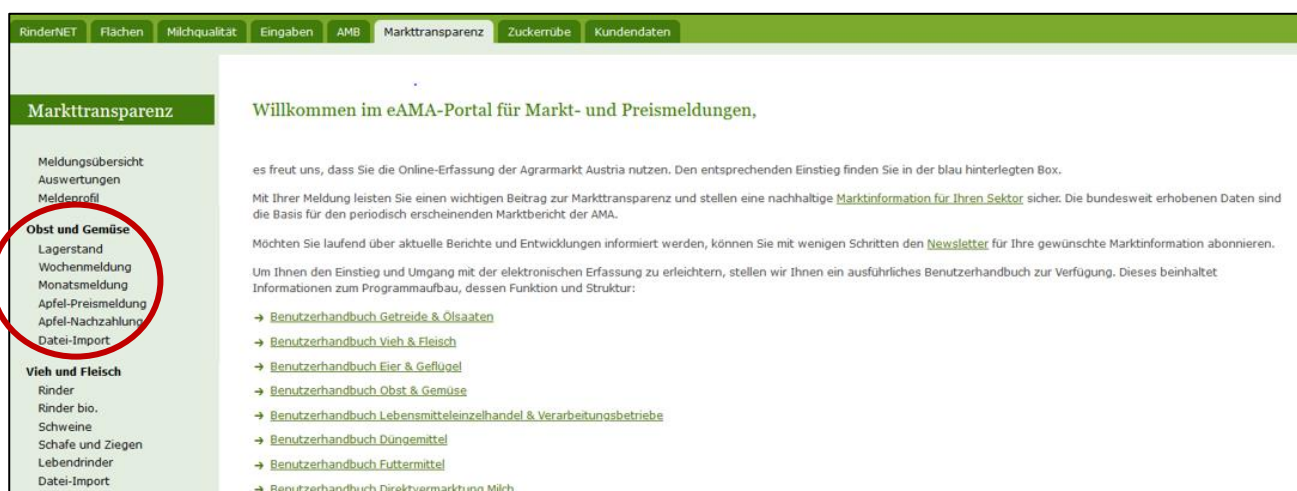 RinderNET Flächen Milchqualität Eingaben AMB Markttransparenz Zuckerrübe Kundendaten
Markttransparenz
Meldungsübersicht
Auswertungen
Meldeprofil
Obst und Gemüse
Lagerstand
Wochenmeldung
Monatsmeldung
Apfel-Preismeldung
Apfel-Nachzahlung
Datei-Import
Vieh und Fleisch
Rinder
Rinder bio.
Schweine
Schafe und Ziegen
Lebendrinder
Datei-Import
Willkommen im eAMA-Portal für Markt- und Preismeldungen,
es freut uns, dass Sie die Online-Erfassung der Agrarmarkt Austria nutzen. Den entsprechenden Einstieg finden Sie in der blau hinterlegten Box.
Mit Ihrer Meldung leisten Sie einen wichtigen Beitrag zur Markttransparenz und stellen eine nachhaltige Marktinformation für Ihren Sektor sicher. Die bundesweit erhobenen Daten sind
die Basis für den periodisch erscheinenden Marktbericht der AMA.
Möchten Sie laufend über aktuelle Berichte und Entwicklungen informiert werden, können Sie mit wenigen Schritten den Newsletter für Ihre gewünschte Marktinformation abonnieren.
Um Ihnen den Einstieg und Umgang mit der elektronischen Erfassung zu erleichtern, stellen wir Ihnen ein ausführliches Benutzerhandbuch zur Verfügung. Dieses beinhaltet
Informationen zum Programmaufbau, dessen Funktion und Struktur:
→ Benutzerhandbuch Getreide & Ölsaaten
→ Benutzerhandbuch Vieh & Fleisch
→ Benutzerhandbuch Eier & Geflügel
→ Benutzerhandbuch Obst & Gemüse
→ Benutzerhandbuch Lebensmitteleinzelhandel & Verarbeitungsbetriebe
→ Benutzerhandbuch Düngemittel
→ Benutzerhandbuch Futtermittel
→ Benutzerhandbuch Direktvermarktung Milch